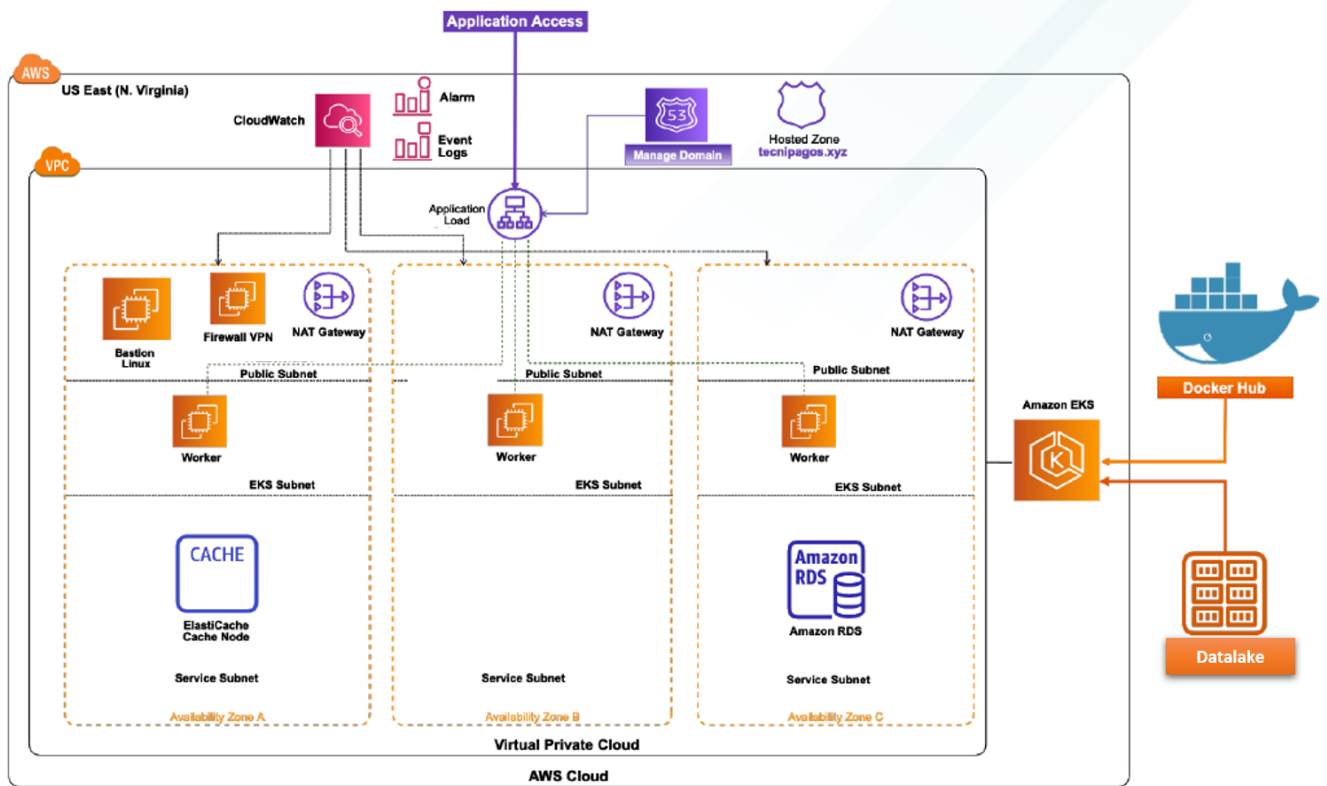 Application Access
AWS
US East (N. Virginia)
CloudWatch
Alarm
Event
Logs
53
Manage Domain
Hosted Zone
tecnipagos.xyz
VPC
Application
Load
Bastion
Linux
Firewall VPN
NAT Gateway
NAT Gateway
NAT Gateway
Public Subnet
Public Subnet
Public Subnet
Worker
Worker
Worker
EKS Subnet
EKS Subnet
EKS Subnet
Amazon EKS
K
Docker Hub
CACHE
ElastiCache
Cache Node
Amazon
RDS
Amazon RDS
Datalake
Service Subnet
Service Subnet
Service Subnet
Availability Zone A
Availability Zone B
Availability Zone C
Virtual Private Cloud
AWS Cloud